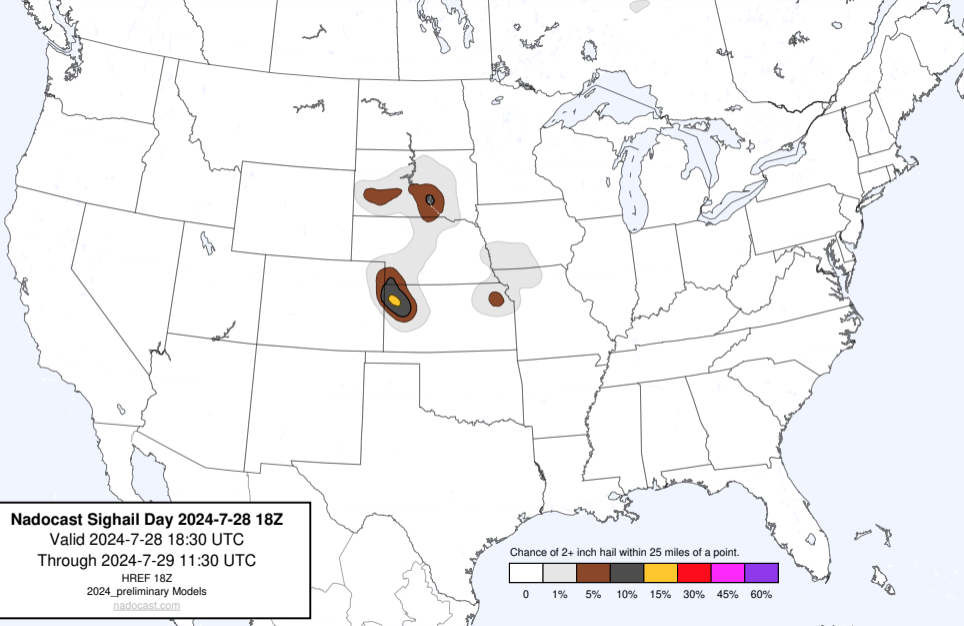 Nadocast Sighail Day 2024-7-28 18Z
Valid 2024-7-28 18:30 UTC
Through 2024-7-29 11:30 UTC
HREF 18Z
2024_preliminary Models
nadocast.com
Chance of 2+ inch hail within 25 miles of a point.
0 1% 5% 10% 15% 30% 45% 60%